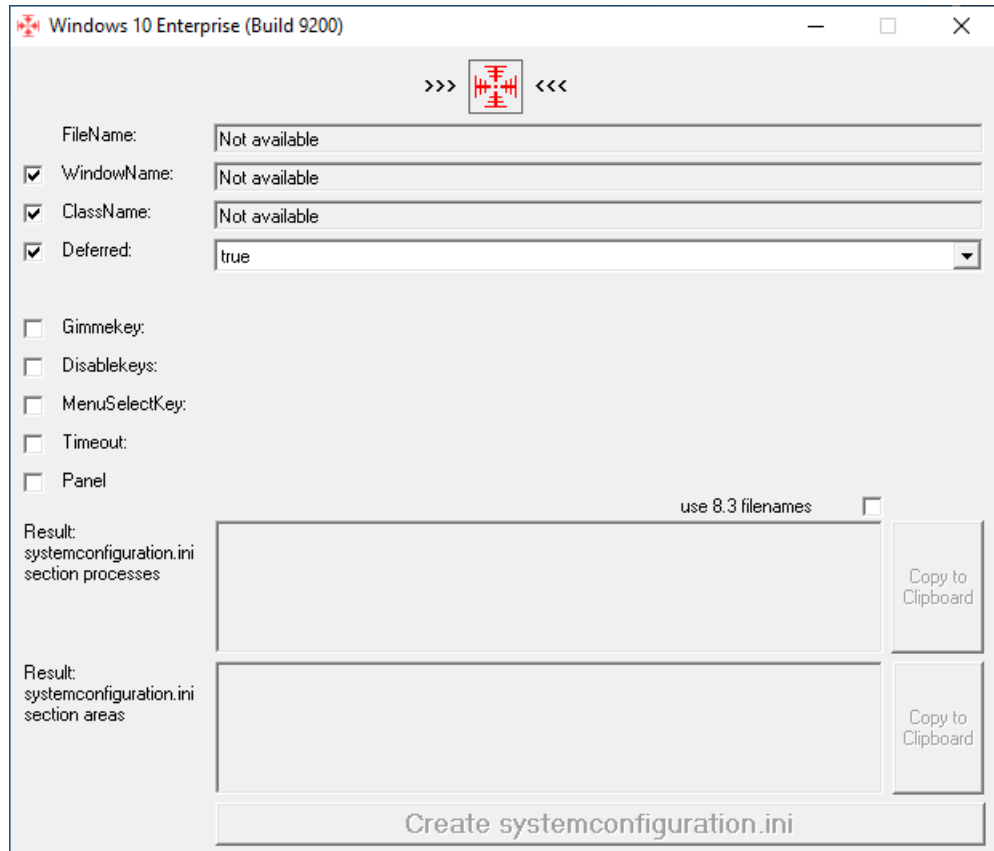 Windows 10 Enterprise (Build 9200)
>>> <<<
FileName: Not available
WindowName: Not available
ClassName: Not available
Deferred: true
Gimmekey:
Disablekeys:
MenuSelectKey:
Timeout:
Panel
use 8.3 filenames
Result:
systemconfiguration.ini
section processes
Copy to
Clipboard
Result:
systemconfiguration.ini
section areas
Copy to
Clipboard
Create systemconfiguration.ini